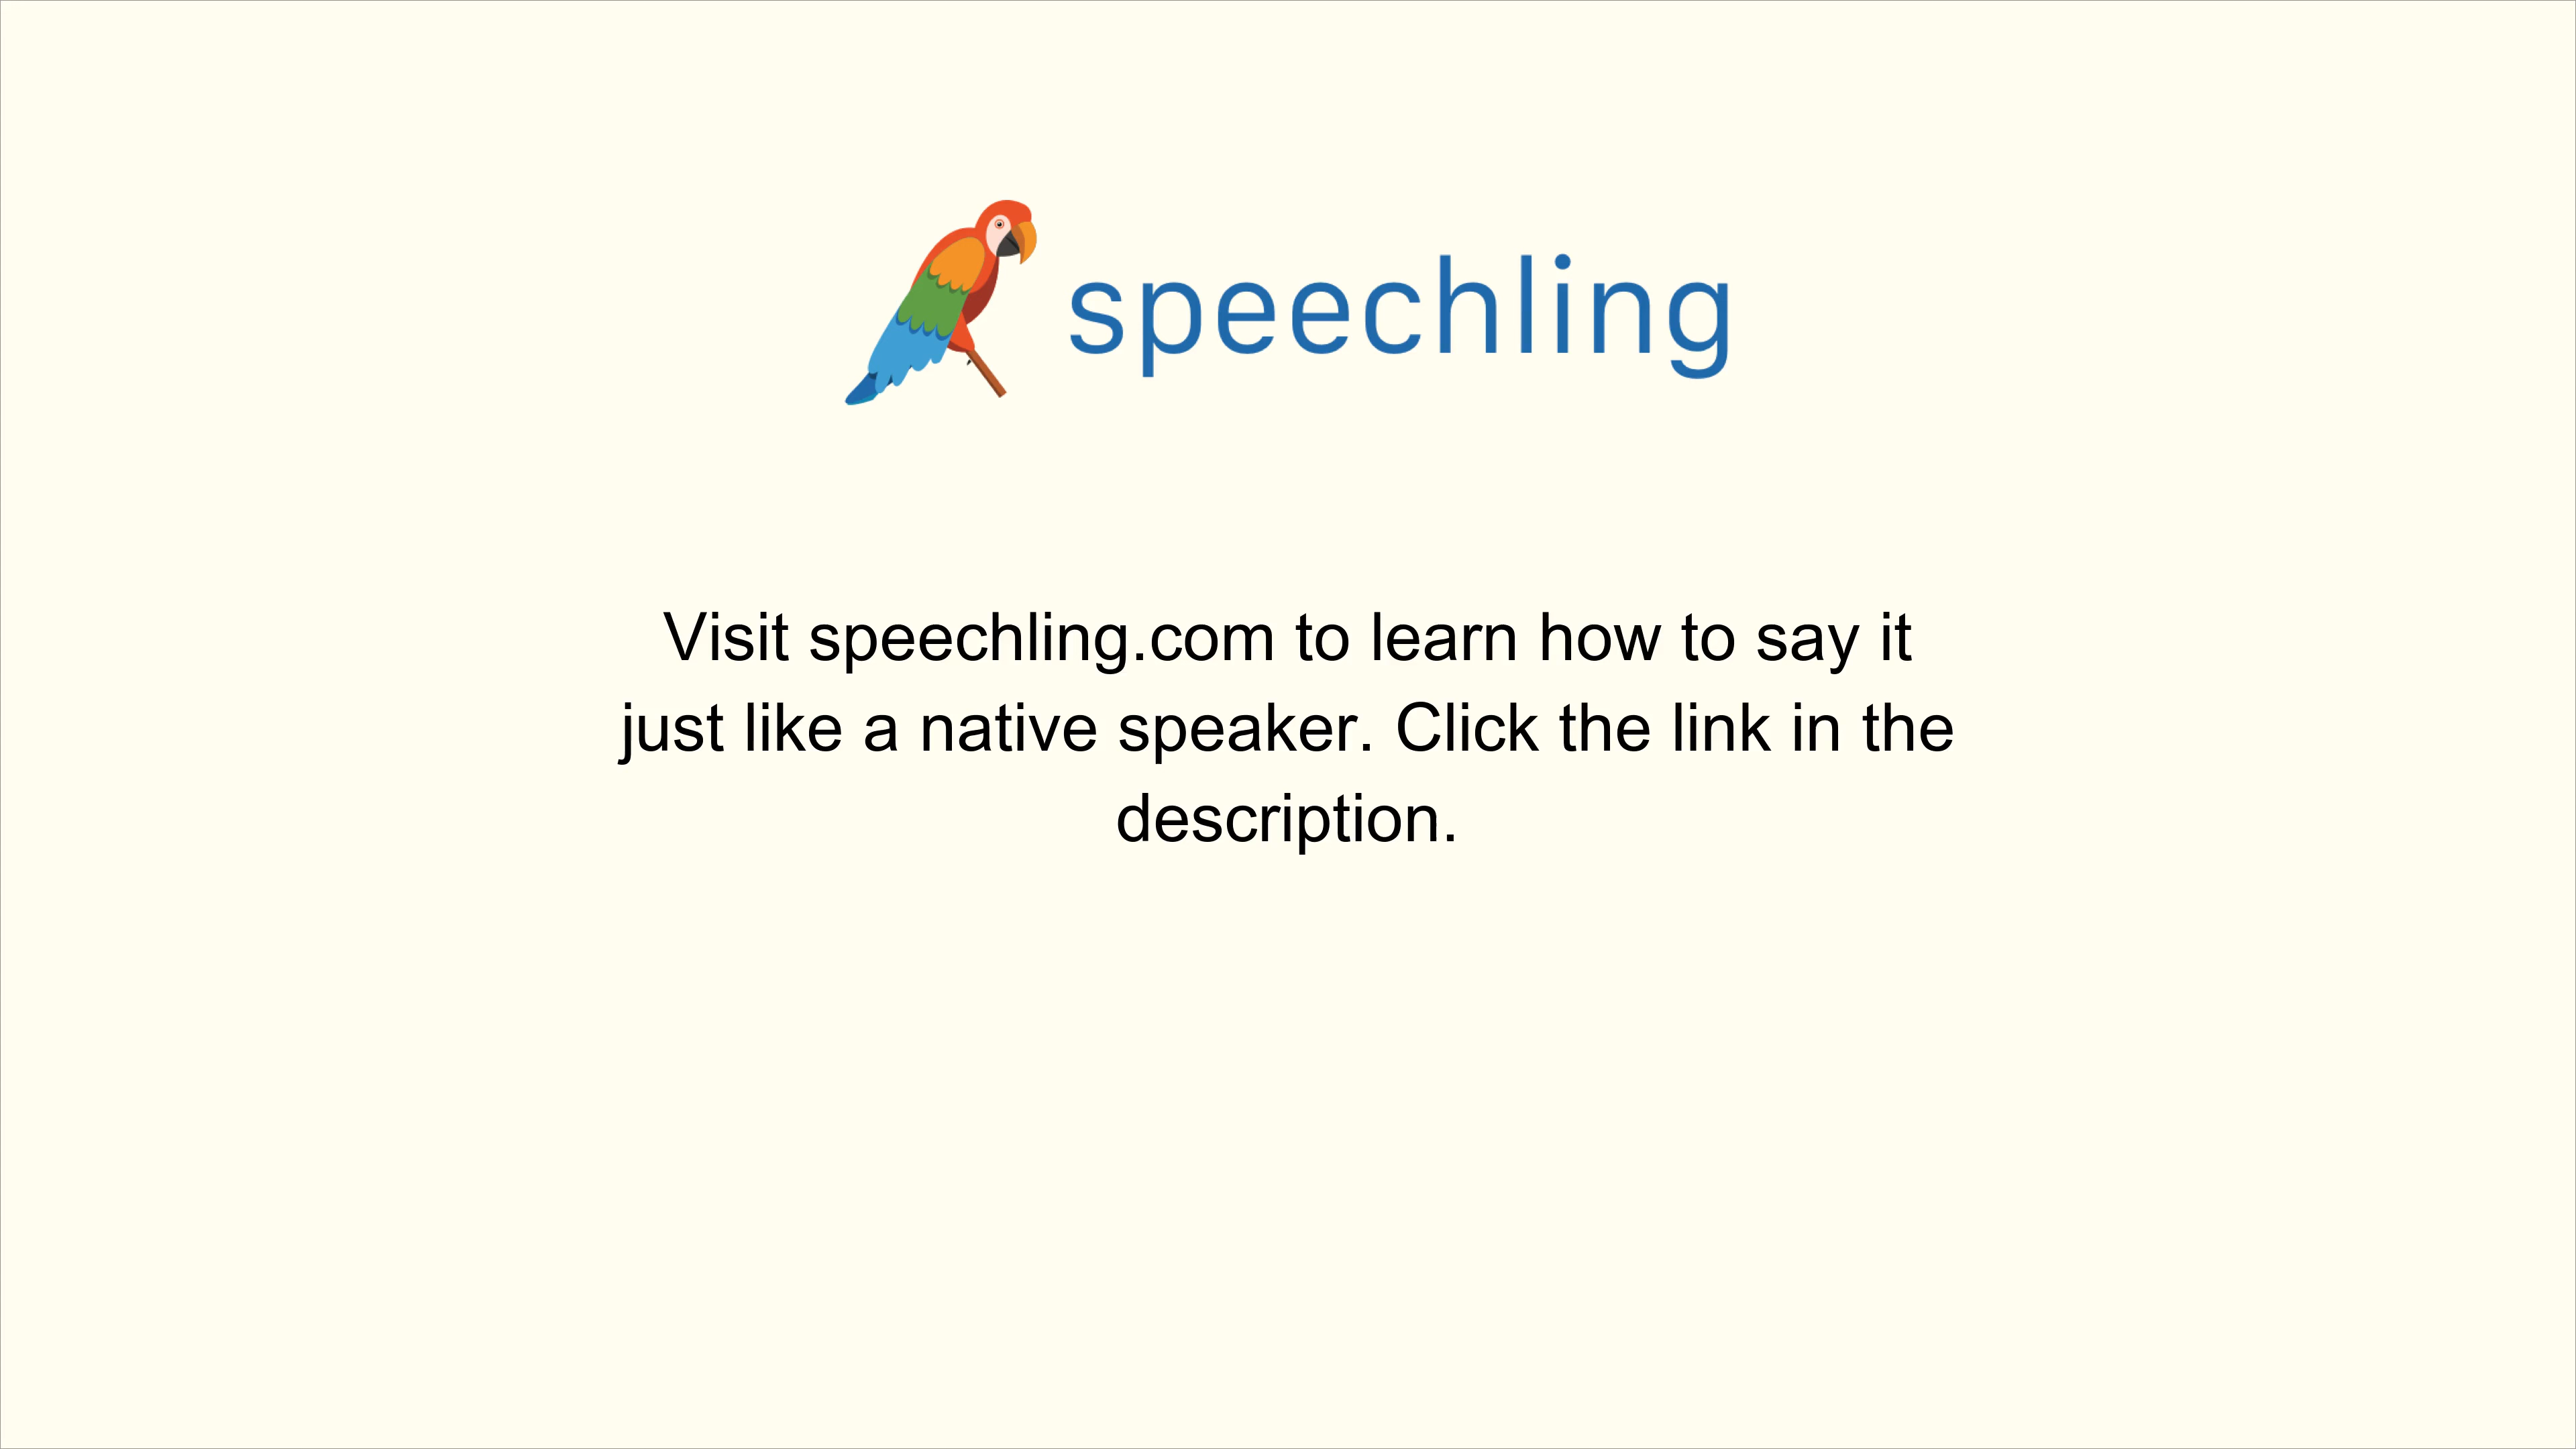 speechling
Visit speechling.com to learn how to say it
just like a native speaker. Click the link in the
description.